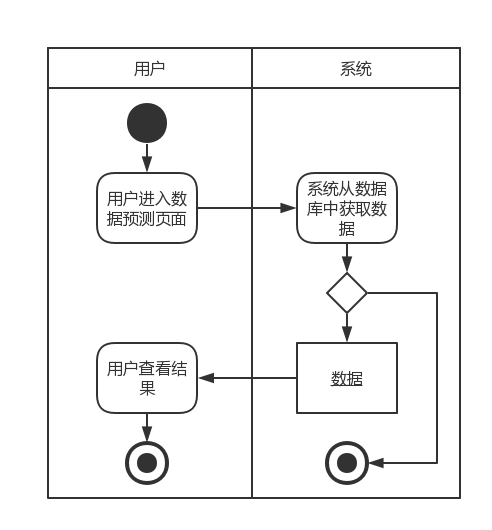 用户
系统
用户进入数
据预测页面
系统从数据
库中获取数
据
数据
用户查看结
果